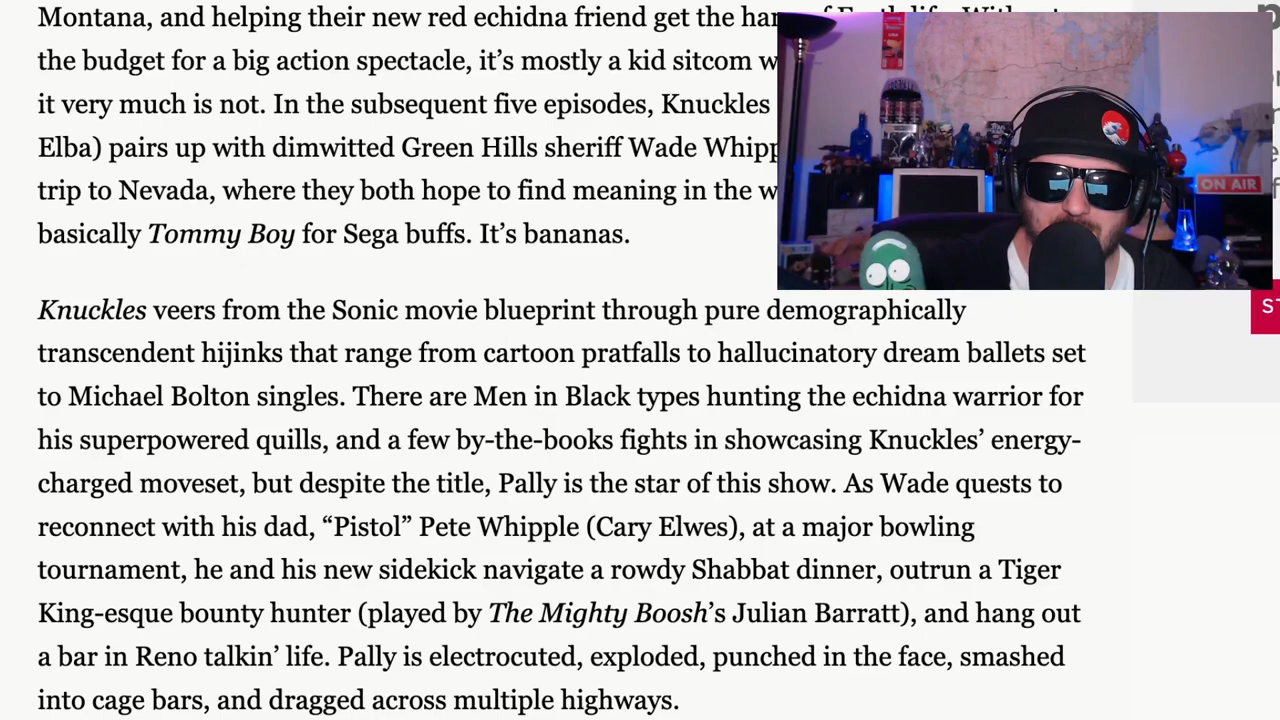 Montana, and helping their new red echidna friend get the
the budget for a big action spectacle, it's mostly a kid sitcom
it very much is not. In the subsequent five episodes, Knuckles
Elba) pairs up with dimwitted Green Hills sheriff Wade
trip to Nevada, where they both hope to find meaning in the
basically Tommy Boy for Sega buffs. It's bananas.
ON AIR
Knuckles veers from the Sonic movie blueprint through pure demographically
transcendent hijinks that range from cartoon pratfalls to hallucinatory dream ballets set
to Michael Bolton singles. There are Men in Black types hunting the echidna warrior for
his superpowered quills, and a few by-the-books fights in showcasing Knuckles' energy-
charged moveset, but despite the title, Pally is the star of this show. As Wade quests to
reconnect with his dad, “Pistol” Pete Whipple (Cary Elwes), at a major bowling
tournament, he and his new sidekick navigate a rowdy Shabbat dinner, outrun a Tiger
King-esque bounty hunter (played by The Mighty Boosh's Julian Barratt), and hang out
a bar in Reno talkin' life. Pally is electrocuted, exploded, punched in the face, smashed
into cage bars, and dragged across multiple highways.